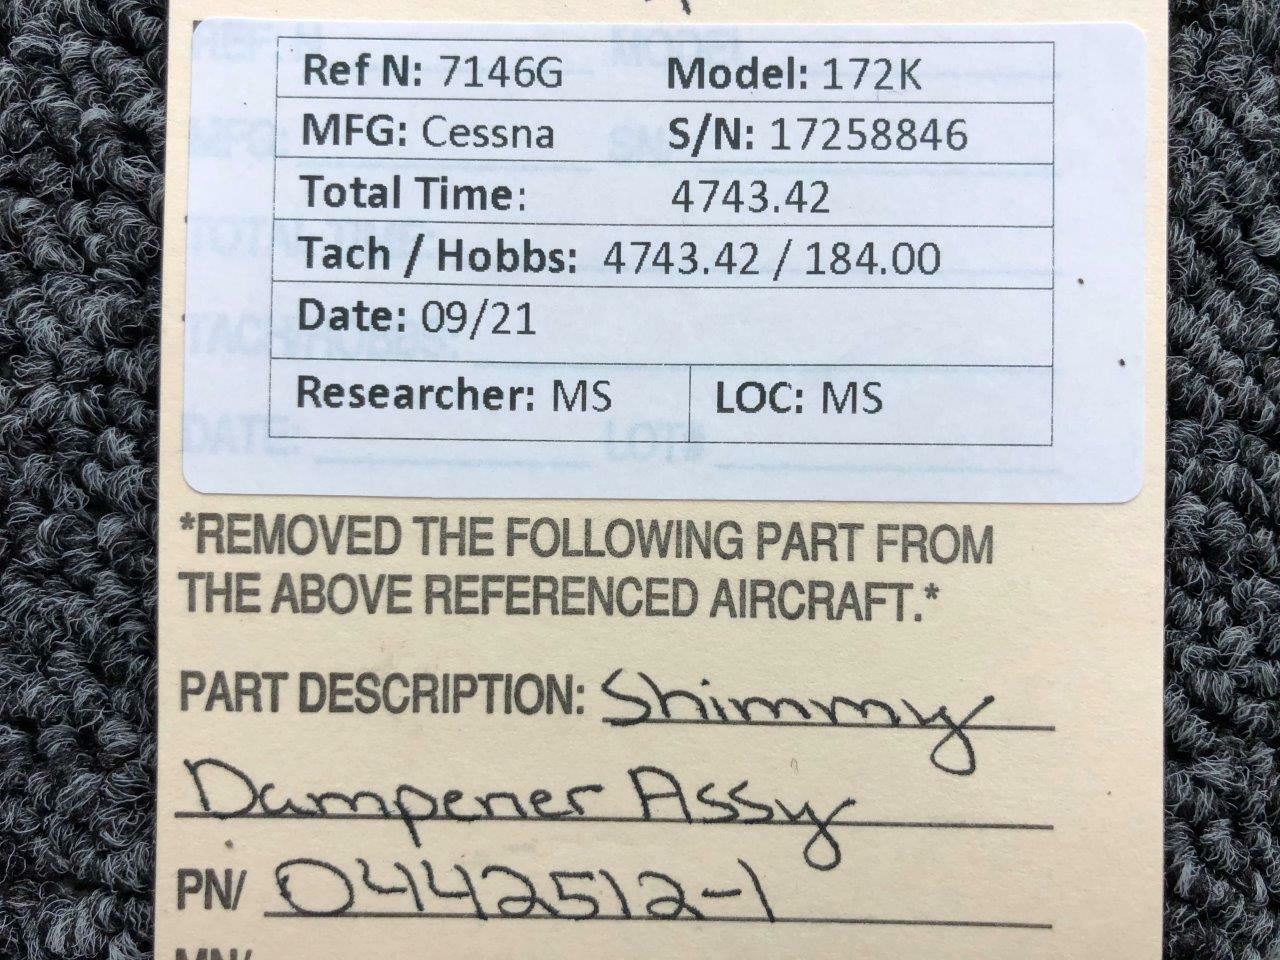 Ref N: 7146G Model: 172K
MFG: Cessna S/N: 17258846
Total Time: 4743.42
Tach / Hobbs: 4743.42 / 184.00
Date: 09/21
Researcher: MS LOC: MS
*REMOVED THE FOLLOWING PART FROM
THE ABOVE REFERENCED AIRCRAFT.*
PART DESCRIPTION: Shimmy
Dampener Assy
PN/ 0442512-1
MN/